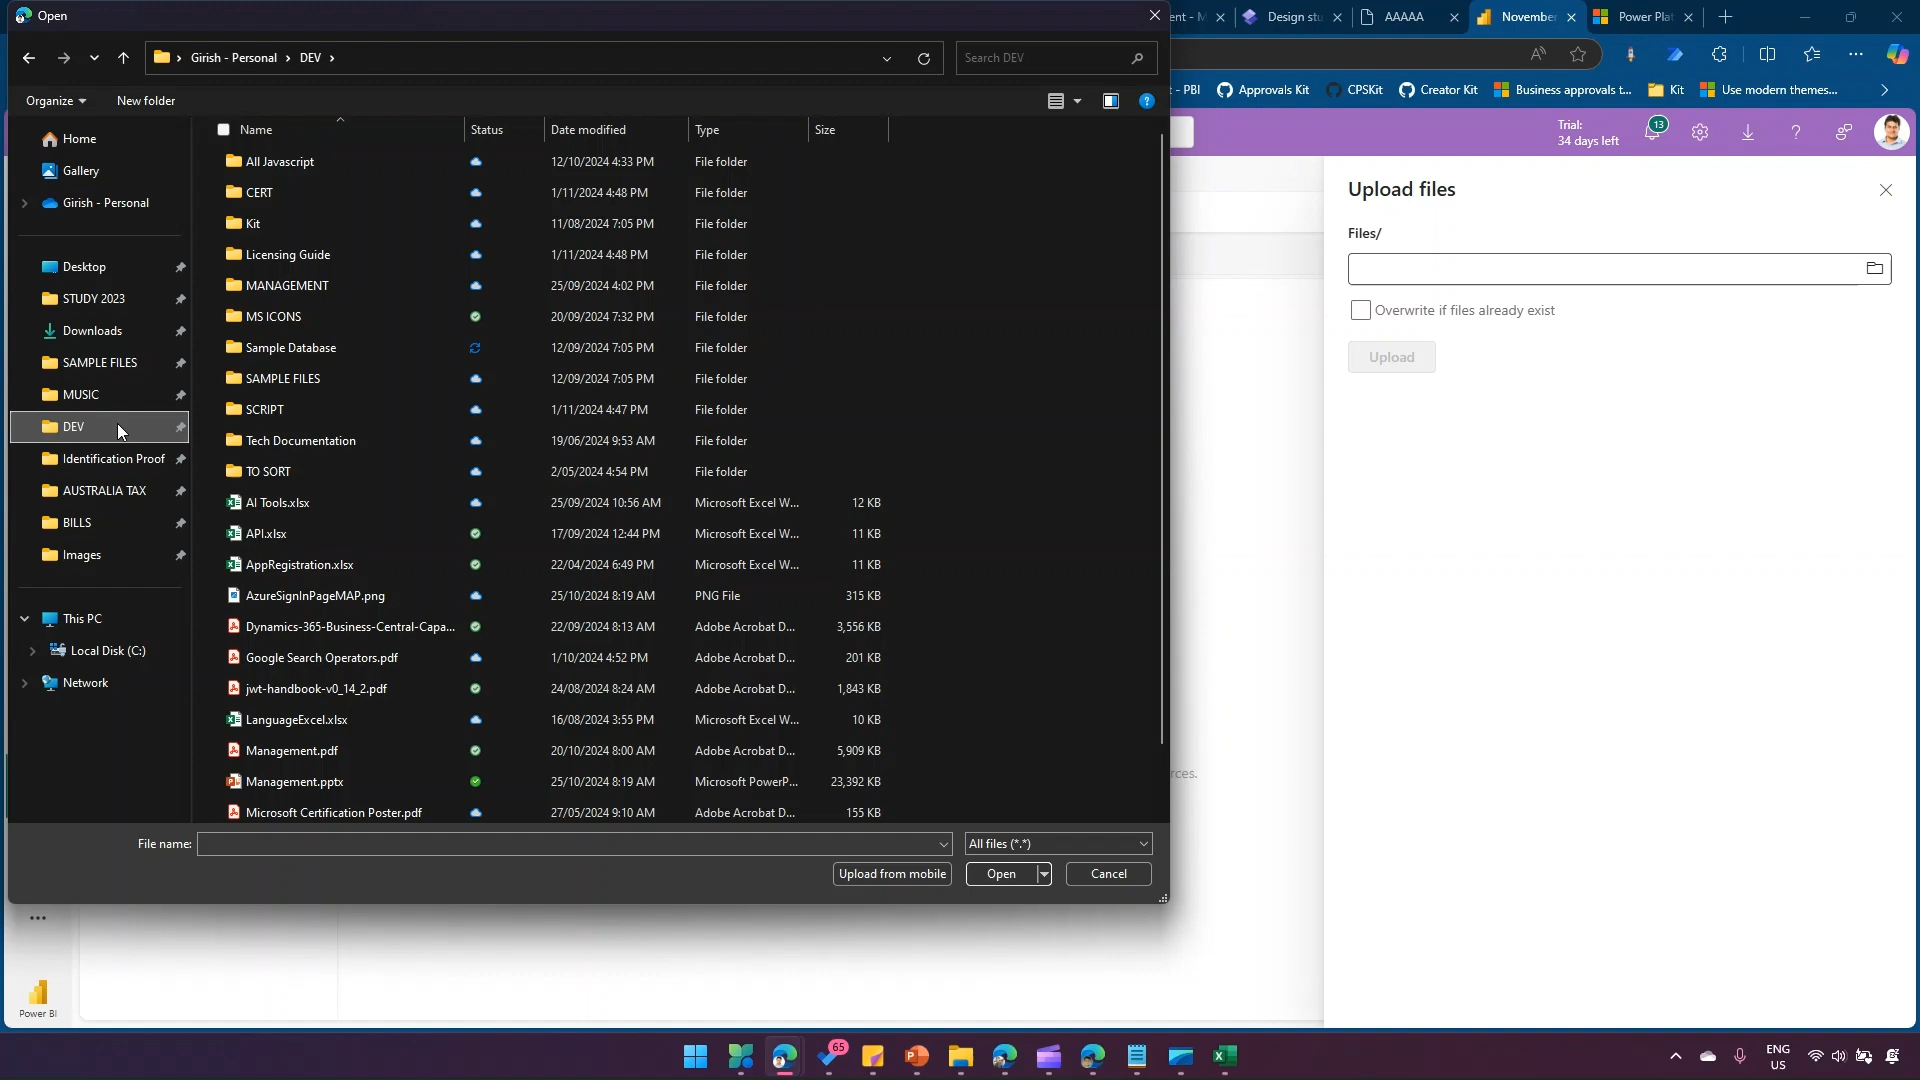 Open
ent - M
Design stu
AAAAA
November
Power Plat
Girish - Personal > DEV >
Search DEV
- PBI
Approvals Kit
CPSKit
Creator Kit
Business approvals t...
Kit
Use modern themes...
Organize
New folder
Trial:
34 days left
13
Home
Gallery
Girish - Personal
Desktop
STUDY 2023
Downloads
SAMPLE FILES
MUSIC
DEV
Identification Proof
AUSTRALIA TAX
BILLS
Images
This PC
Local Disk (C:)
Network
Name Status Date modified Type Size
All Javascript 12/10/2024 4:33 PM File folder
CERT 1/11/2024 4:48 PM File folder
Kit 11/08/2024 7:05 PM File folder
Licensing Guide 1/11/2024 4:48 PM File folder
MANAGEMENT 25/09/2024 4:02 PM File folder
MS ICONS 20/09/2024 7:32 PM File folder
Sample Database 12/09/2024 7:05 PM File folder
SAMPLE FILES 12/09/2024 7:05 PM File folder
SCRIPT 1/11/2024 4:47 PM File folder
Tech Documentation 19/06/2024 9:53 AM File folder
TO SORT 2/05/2024 4:54 PM File folder
AI Tools.xlsx 25/09/2024 10:56 AM Microsoft Excel W... 12 KB
API.xlsx 17/09/2024 12:44 PM Microsoft Excel W... 11 KB
AppRegistration.xlsx 22/04/2024 6:49 PM Microsoft Excel W... 11 KB
AzureSignInPageMAP.png 25/10/2024 8:19 AM PNG File 315 KB
Dynamics-365-Business-Central-Capa... 22/09/2024 8:13 AM Adobe Acrobat D... 3,556 KB
Google Search Operators.pdf 1/10/2024 4:52 PM Adobe Acrobat D... 201 KB
jwt-handbook-v0_14_2.pdf 24/08/2024 8:24 AM Adobe Acrobat D... 1,843 KB
LanguageExcel.xlsx 16/08/2024 3:55 PM Microsoft Excel W... 10 KB
Management.pdf 20/10/2024 8:00 AM Adobe Acrobat D... 5,909 KB
Management.pptx 25/10/2024 8:19 AM Microsoft PowerP... 23,392 KB
Microsoft Certification Poster.pdf 27/05/2024 9:10 AM Adobe Acrobat D... 155 KB
File name:
All files (*.*)
Upload from mobile
Open
Cancel
Upload files
Files/
Overwrite if files already exist
Upload
rces.
Power BI
65
ENG
US